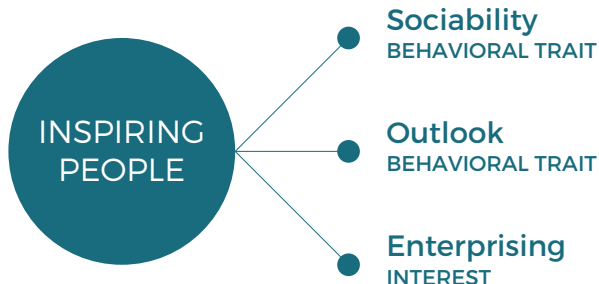 INSPIRING
PEOPLE
Sociability
BEHAVIORAL TRAIT
Outlook
BEHAVIORAL TRAIT
Enterprising
INTEREST